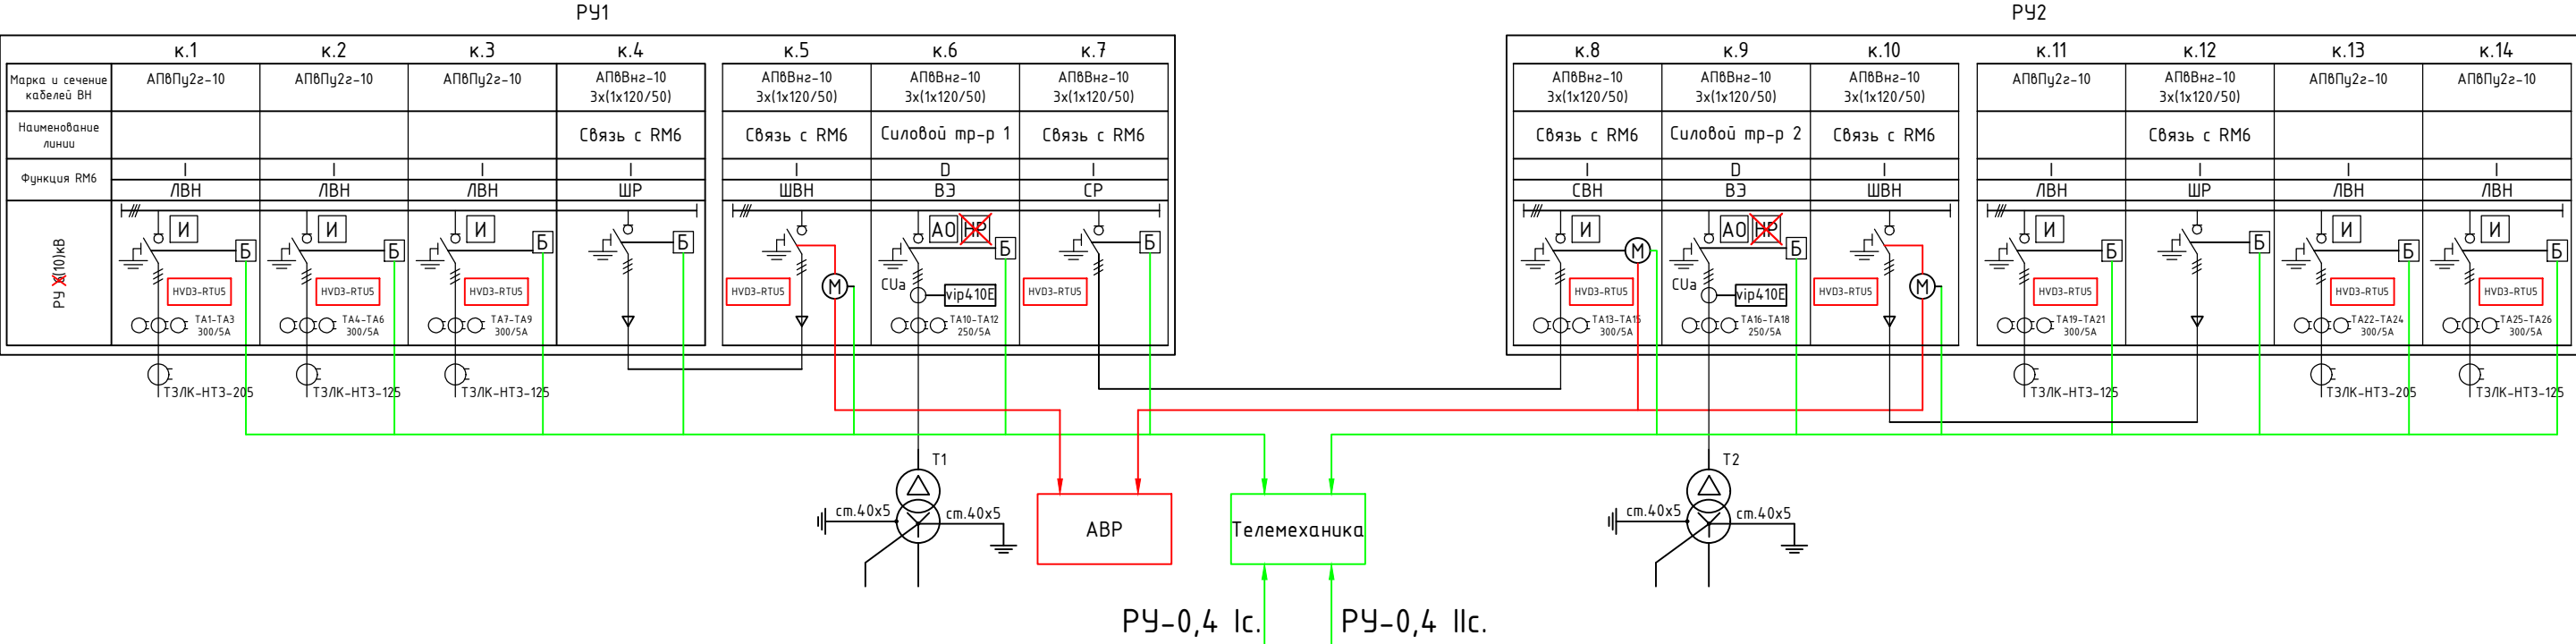 РУ1
РУ2
к.1 к.2 к.3 к.4 к.5 к.6 к.7
к.8 к.9 к.10 к.11 к.12 к.13 к.14
Марка и сечение
кабелей ВН
АПвПу2г-10 АПвПу2г-10 АПвПу2г-10
АПвВнг-10
3х(1х120/50)
АПвВнг-10
3х(1х120/50)
АПвВнг-10
3х(1х120/50)
АПвВнг-10
3х(1х120/50)
АПвВнг-10
3х(1х120/50)
АПвВнг-10
3х(1х120/50)
АПвВнг-10
3х(1х120/50)
АПвПу2г-10
АПвВнг-10
3х(1х120/50)
АПвПу2г-10 АПвПу2г-10
Наименование
линии
Связь с RM6 Связь с RM6 Силовой тр-р 1 Связь с RM6
Связь с RM6 Силовой тр-р 2 Связь с RM6 Связь с RM6
Функция RM6
I I I I I D I
I D I I I I I
ЛВН ЛВН ЛВН ШР ШВН ВЭ СР
СВН ВЭ ШВН ЛВН ШР ЛВН ЛВН
РУ (10)кВ
И И И АО НР
И АО НР И И И
Б Б Б Б Б Б
М
М Б М Б Б Б Б
HVD3-RTU5 HVD3-RTU5 HVD3-RTU5 HVD3-RTU5 HVD3-RTU5
HVD3-RTU5 HVD3-RTU5 HVD3-RTU5 HVD3-RTU5 HVD3-RTU5
CUa vip410E
CUa vip410E
ТА1-ТА3
300/5А
ТА4-ТА6
300/5А
ТА7-ТА9
300/5А
ТА10-ТА12
250/5А
ТА13-ТА15
300/5А
ТА16-ТА18
250/5А
ТА19-ТА21
300/5А
ТА22-ТА24
300/5А
ТА25-ТА26
300/5А
ТЗЛК-НТЗ-205 ТЗЛК-НТЗ-125 ТЗЛК-НТЗ-125
ТЗЛК-НТЗ-125 ТЗЛК-НТЗ-205 ТЗЛК-НТЗ-125
Т1
Т2
ст.40х5 ст.40х5
ст.40х5 ст.40х5
АВР
Телемеханика
РУ-0,4 Iс.
РУ-0,4 IIс.